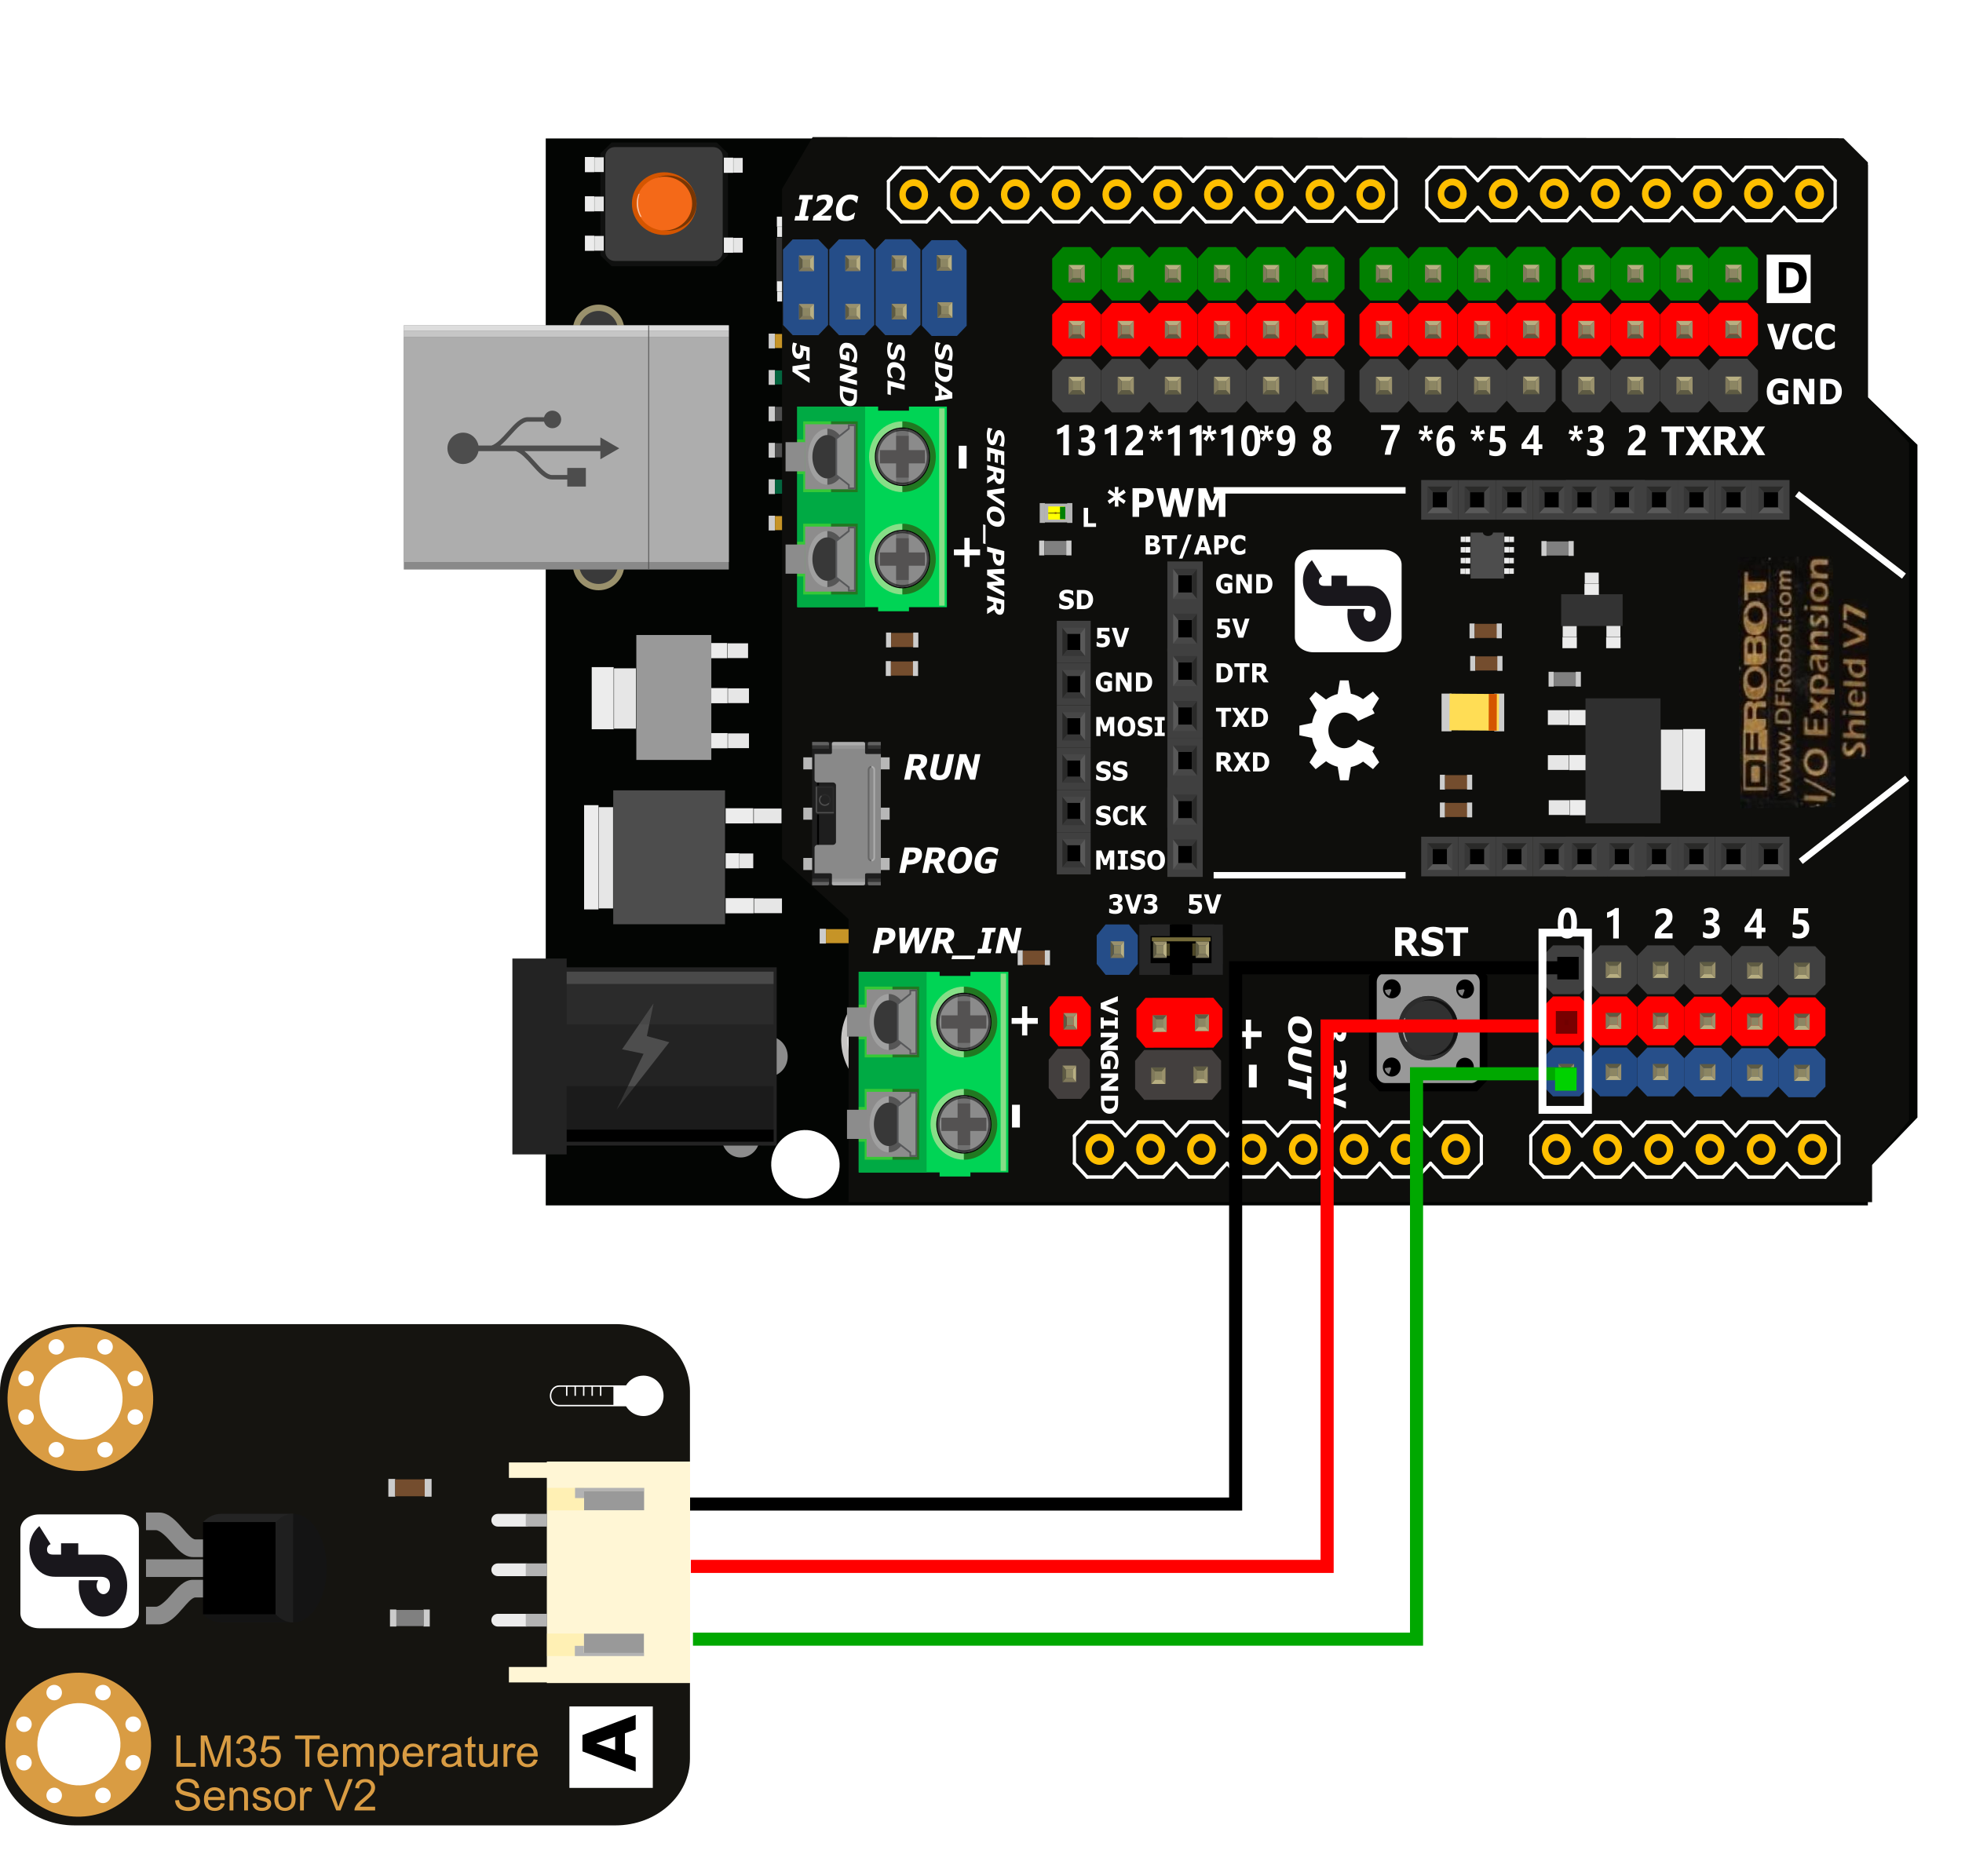 I2C
5V
GND
SCL
SDA
D
VCC
GND
13 12 *11 *10 *9 8 7 *6 *5 4 *3 2 TX RX
- + SERVO_PWR
L
*PWM
BT/APC
GND
5V
DTR
TXD
RXD
SD
5V
GND
MOSI
SS
SCK
MISO
DFROBOT
www.DFRobot.com
I/O Expansion
Shield V7
RUN
PROG
3V3 5V
PWR_IN
RST
0 1 2 3 4 5
+
-
VIN GND
+
-
OUT
LM35 Temperature
Sensor V2
A